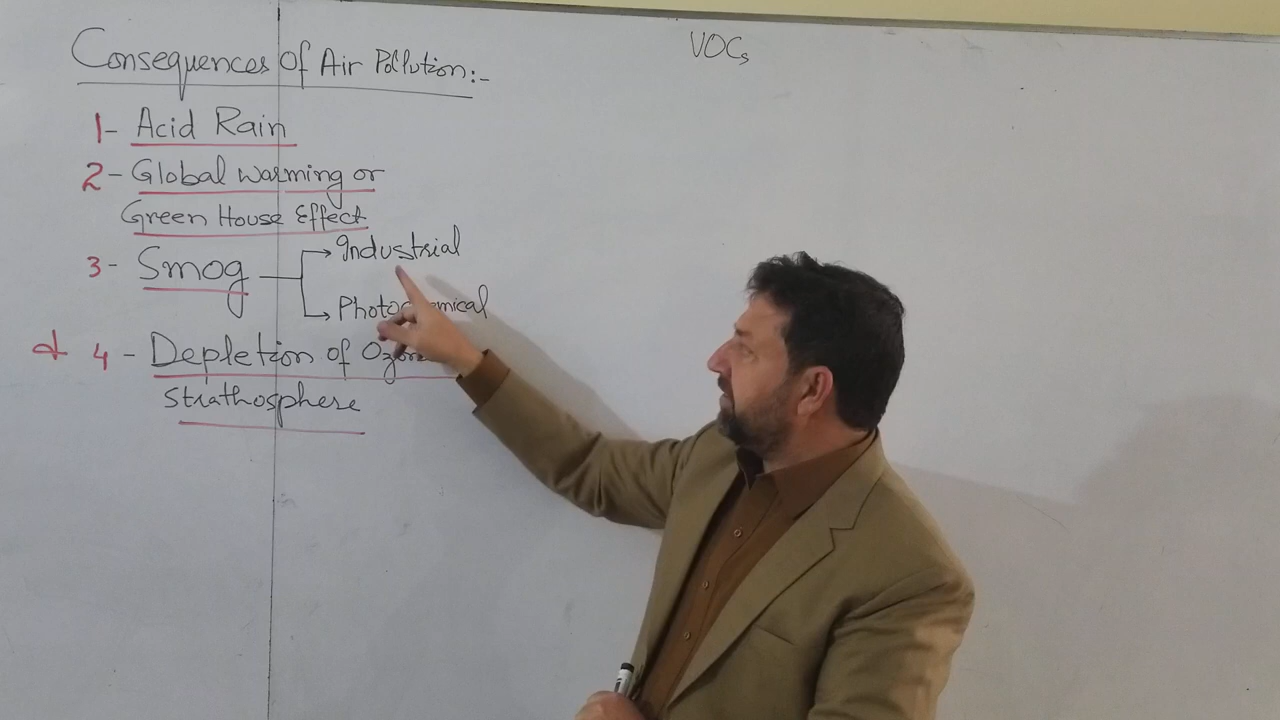 Consequences Of Air Pollution:-
VOCs
1- Acid Rain
2- Global warming or
Green House Effect
3- Smog
Industrial
Photochemical
& 4- Depletion of
Strathosphere